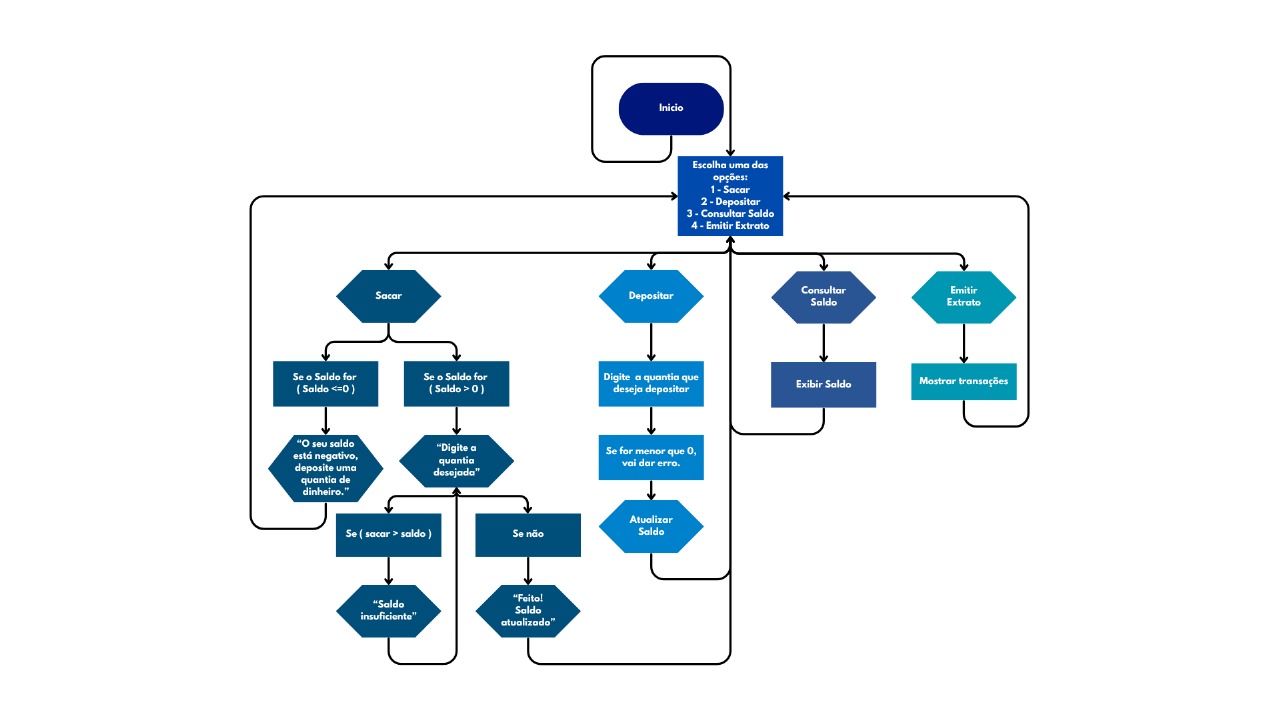 Inicio
Escolha uma das
opções:
1 - Sacar
2 - Depositar
3 - Consultar Saldo
4 - Emitir Extrato
Sacar
Depositar
Consultar
Saldo
Emitir
Extrato
Se o Saldo for
( Saldo <=0 )
Se o Saldo for
( Saldo > 0 )
Digite a quantia que
deseja depositar
Exibir Saldo
Mostrar transações
“O seu saldo
está negativo,
deposite uma
quantia de
dinheiro.”
“Digite a
quantia
desejada”
Se for menor que 0,
vai dar erro.
Se ( sacar > saldo )
Se não
Atualizar
Saldo
“Saldo
insuficiente”
“Feito!
Saldo
atualizado”